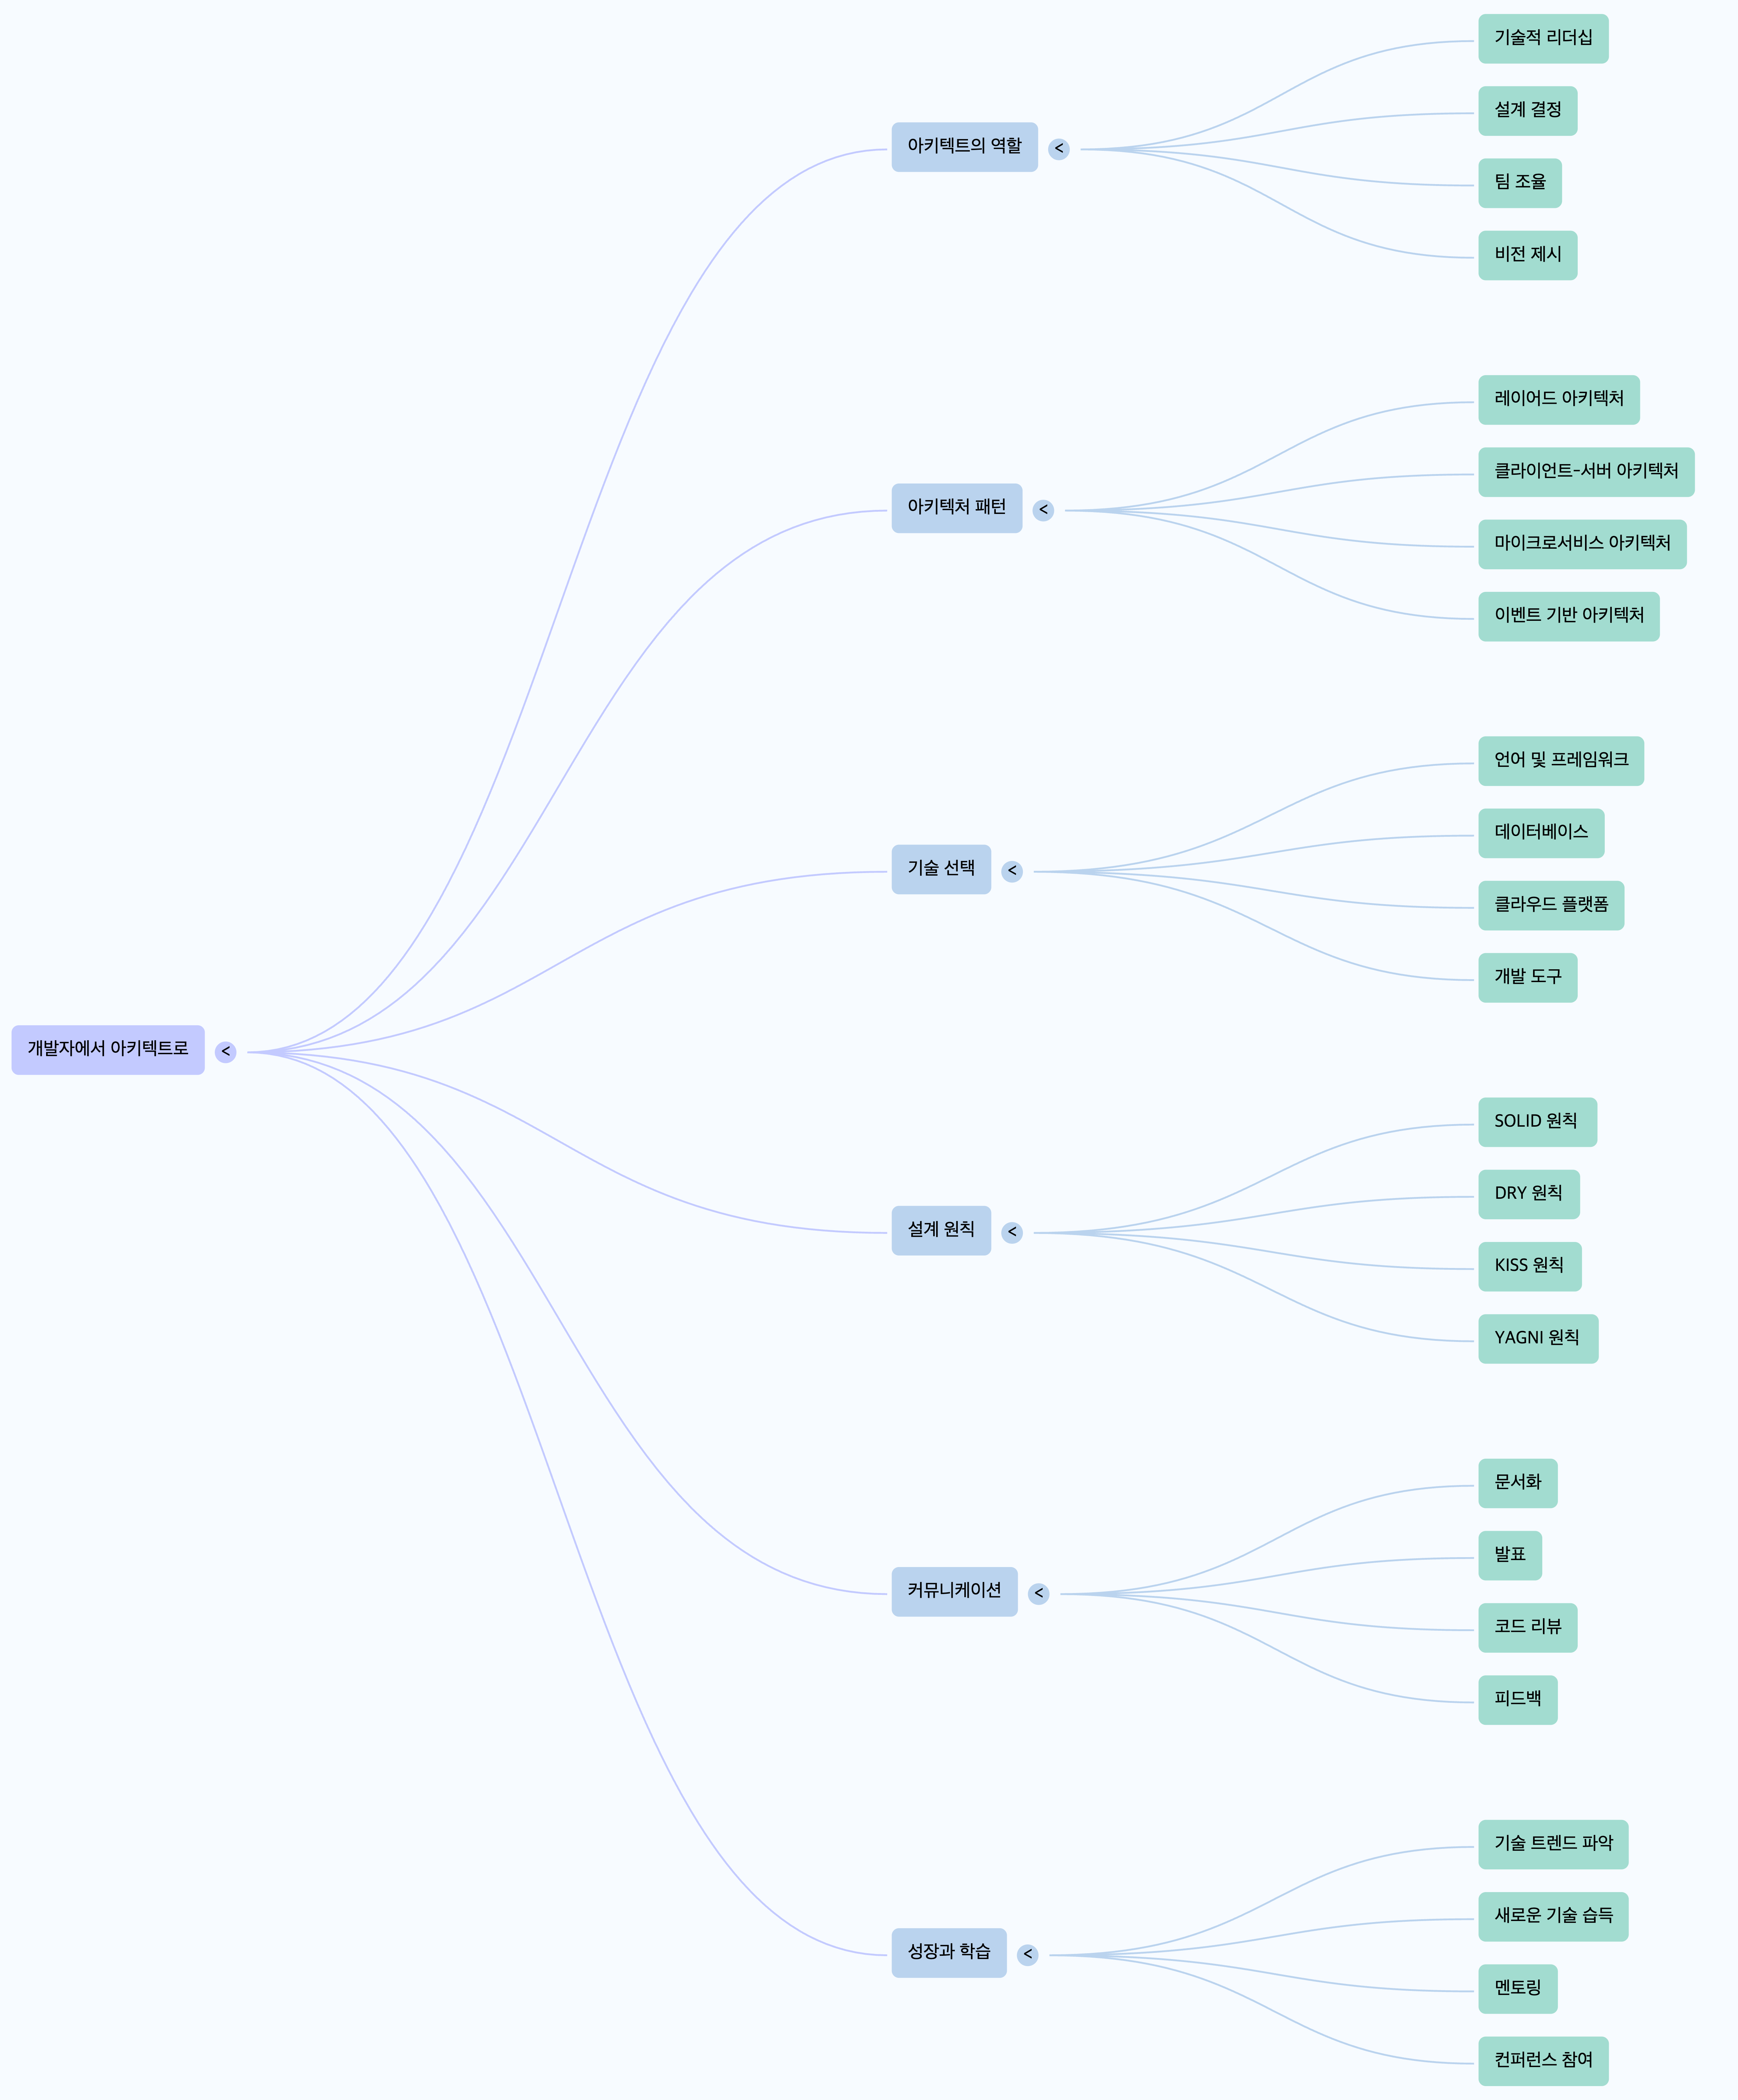 개발자에서 아키텍트로
<
아키텍트의 역할
<
기술적 리더십
설계 결정
팀 조율
비전 제시
아키텍처 패턴
<
레이어드 아키텍처
클라이언트-서버 아키텍처
마이크로서비스 아키텍처
이벤트 기반 아키텍처
기술 선택
<
언어 및 프레임워크
데이터베이스
클라우드 플랫폼
개발 도구
설계 원칙
<
SOLID 원칙
DRY 원칙
KISS 원칙
YAGNI 원칙
커뮤니케이션
<
문서화
발표
코드 리뷰
피드백
성장과 학습
<
기술 트렌드 파악
새로운 기술 습득
멘토링
컨퍼런스 참여